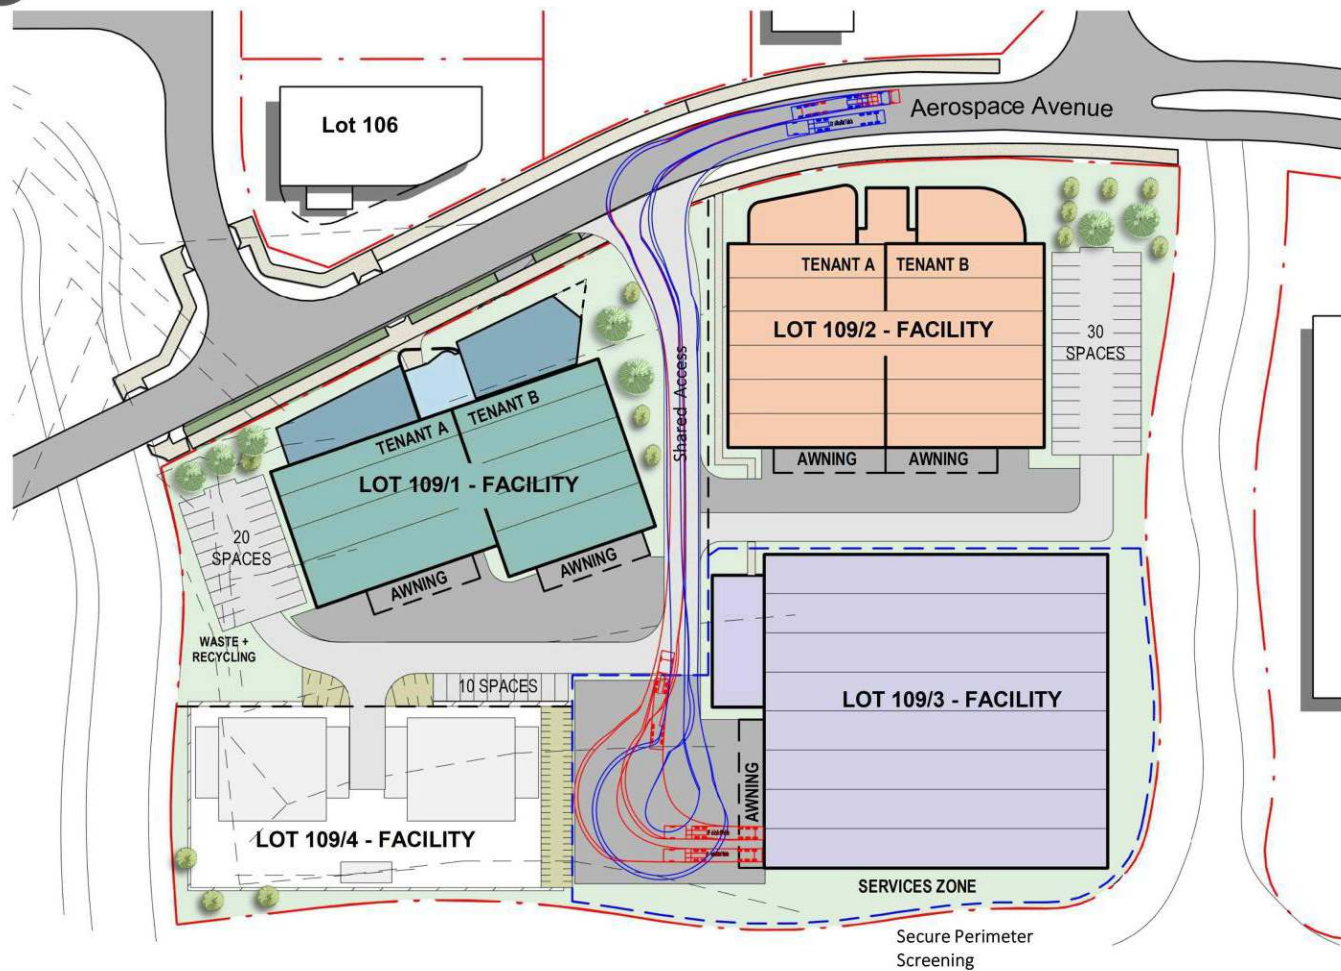 Lot 106
Aerospace Avenue
TENANT A
TENANT B
LOT 109/2 - FACILITY
30
SPACES
AWNING
AWNING
Shared Access
TENANT A
TENANT B
LOT 109/1 - FACILITY
20
SPACES
AWNING
AWNING
WASTE +
RECYCLING
10 SPACES
LOT 109/3 - FACILITY
AWNING
LOT 109/4 - FACILITY
SERVICES ZONE
Secure Perimeter
Screening